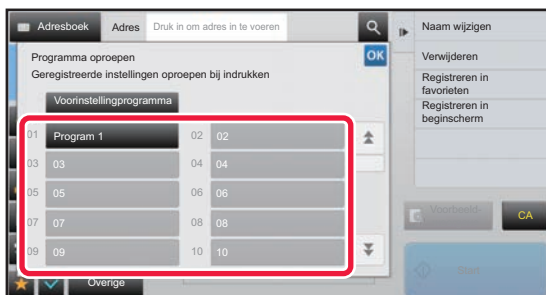 Adresboek Adres Druk in om adres in te voeren
Naam wijzigen
Programma oproepen OK
Verwijderen
Geregistreerde instellingen oproepen bij indrukken
Registreren in
favorieten
Voorinstellingprogramma
Registreren in
beginscherm
01 Program 1 02 02
03 03 04 04
05 05 06 06
07 07 08 08
Voorbeeld- CA
09 09 10 10
Overige
Start